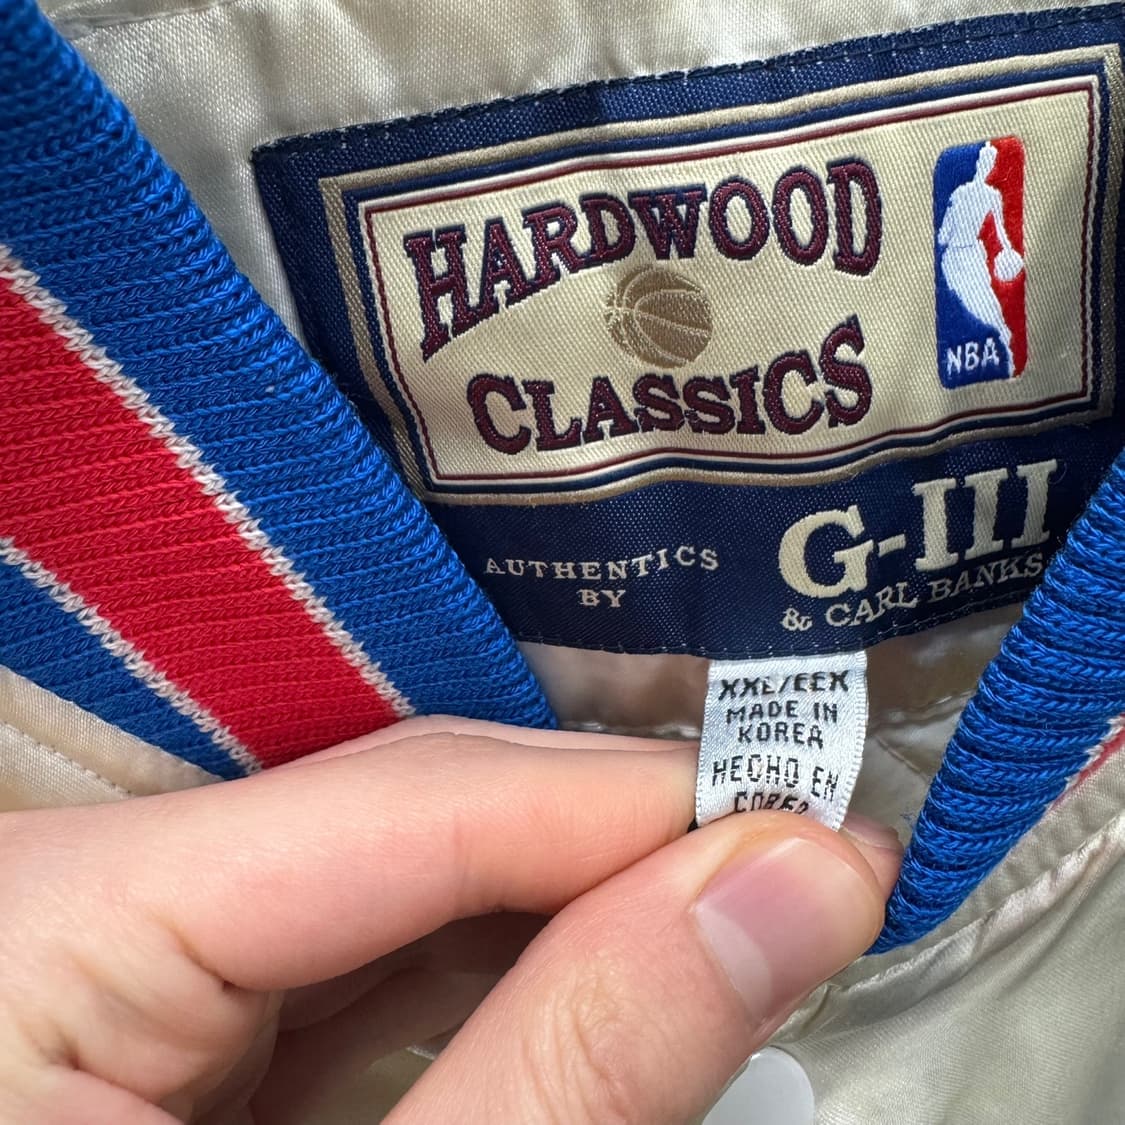 HARDWOOD
CLASSICS
NBA
AUTHENTICS
BY
G-III
& CARL BANKS
XXL/EEX
MADE IN
KOREA
HECHO EN